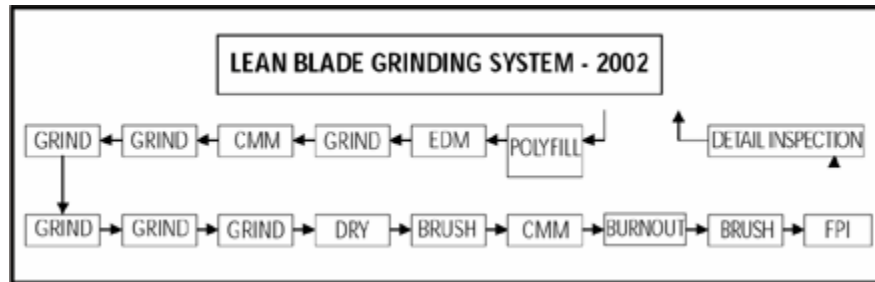 LEAN BLADE GRINDING SYSTEM - 2002
GRIND GRIND CMM GRIND EDM POLYFILL DETAIL INSPECTION
GRIND GRIND GRIND DRY BRUSH CMM BURNOUT BRUSH FPI